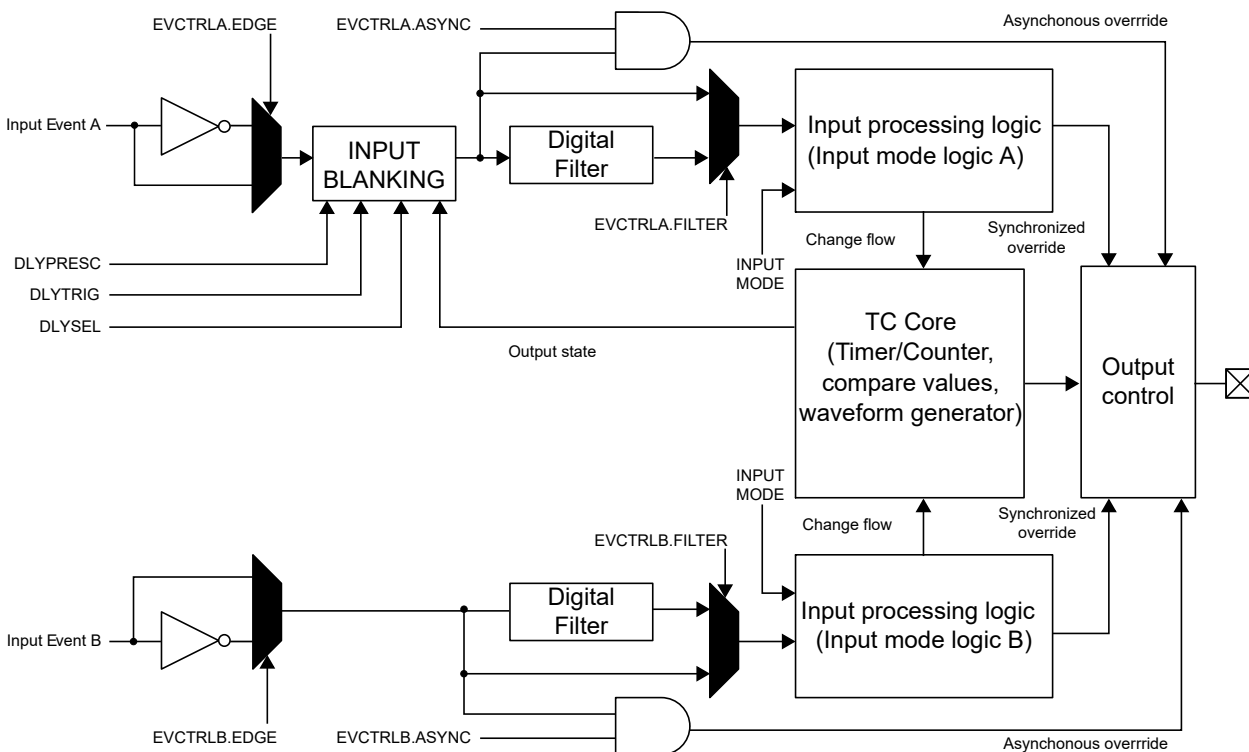 EVCTRLA.EDGE
EVCTRLA.ASYNC
Asynchonous overrride
Input Event A
INPUT
BLANKING
Digital
Filter
Input processing logic
(Input mode logic A)
EVCTRLA.FILTER
Change flow
Synchronized
override
INPUT
MODE
DLYPRESC
DLYTRIG
DLYSEL
Output state
TC Core
(Timer/Counter,
compare values,
waveform generator)
Output
control
INPUT
MODE
Change flow
Synchronized
override
EVCTRLB.FILTER
Digital
Filter
Input processing logic
(Input mode logic B)
Input Event B
EVCTRLB.EDGE
EVCTRLB.ASYNC
Asynchonous overrride